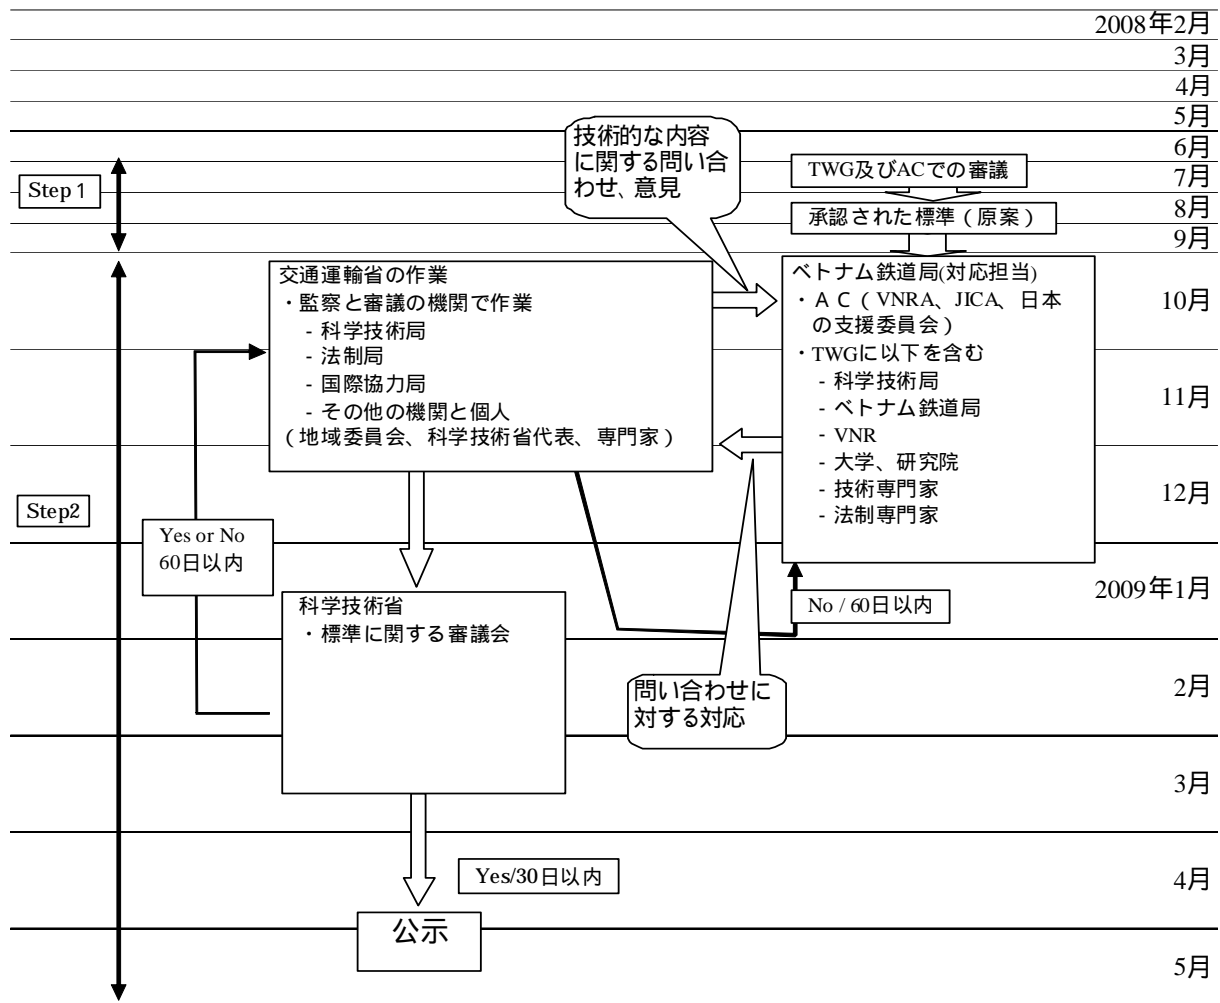 2008年2月
3月
4月
5月
6月
7月
8月
9月
10月
11月
12月
2009年1月
2月
3月
4月
5月
Step 1
Step2
技術的な内容
に関する問い合
わせ、意見
TWG及びACでの審議
承認された標準（原案）
交通運輸省の作業
・監察と審議の機関で作業
- 科学技術局
- 法制局
- 国際協力局
- その他の機関と個人
（地域委員会、科学技術省代表、専門家）
ベトナム鉄道局(対応担当)
・ＡＣ（VNRA、JICA、日本
の支援委員会）
・TWGに以下を含む
- 科学技術局
- ベトナム鉄道局
- VNR
- 大学、研究院
- 技術専門家
- 法制専門家
Yes or No
60日以内
科学技術省
・標準に関する審議会
No / 60日以内
問い合わせに
対する対応
Yes/30日以内
公示